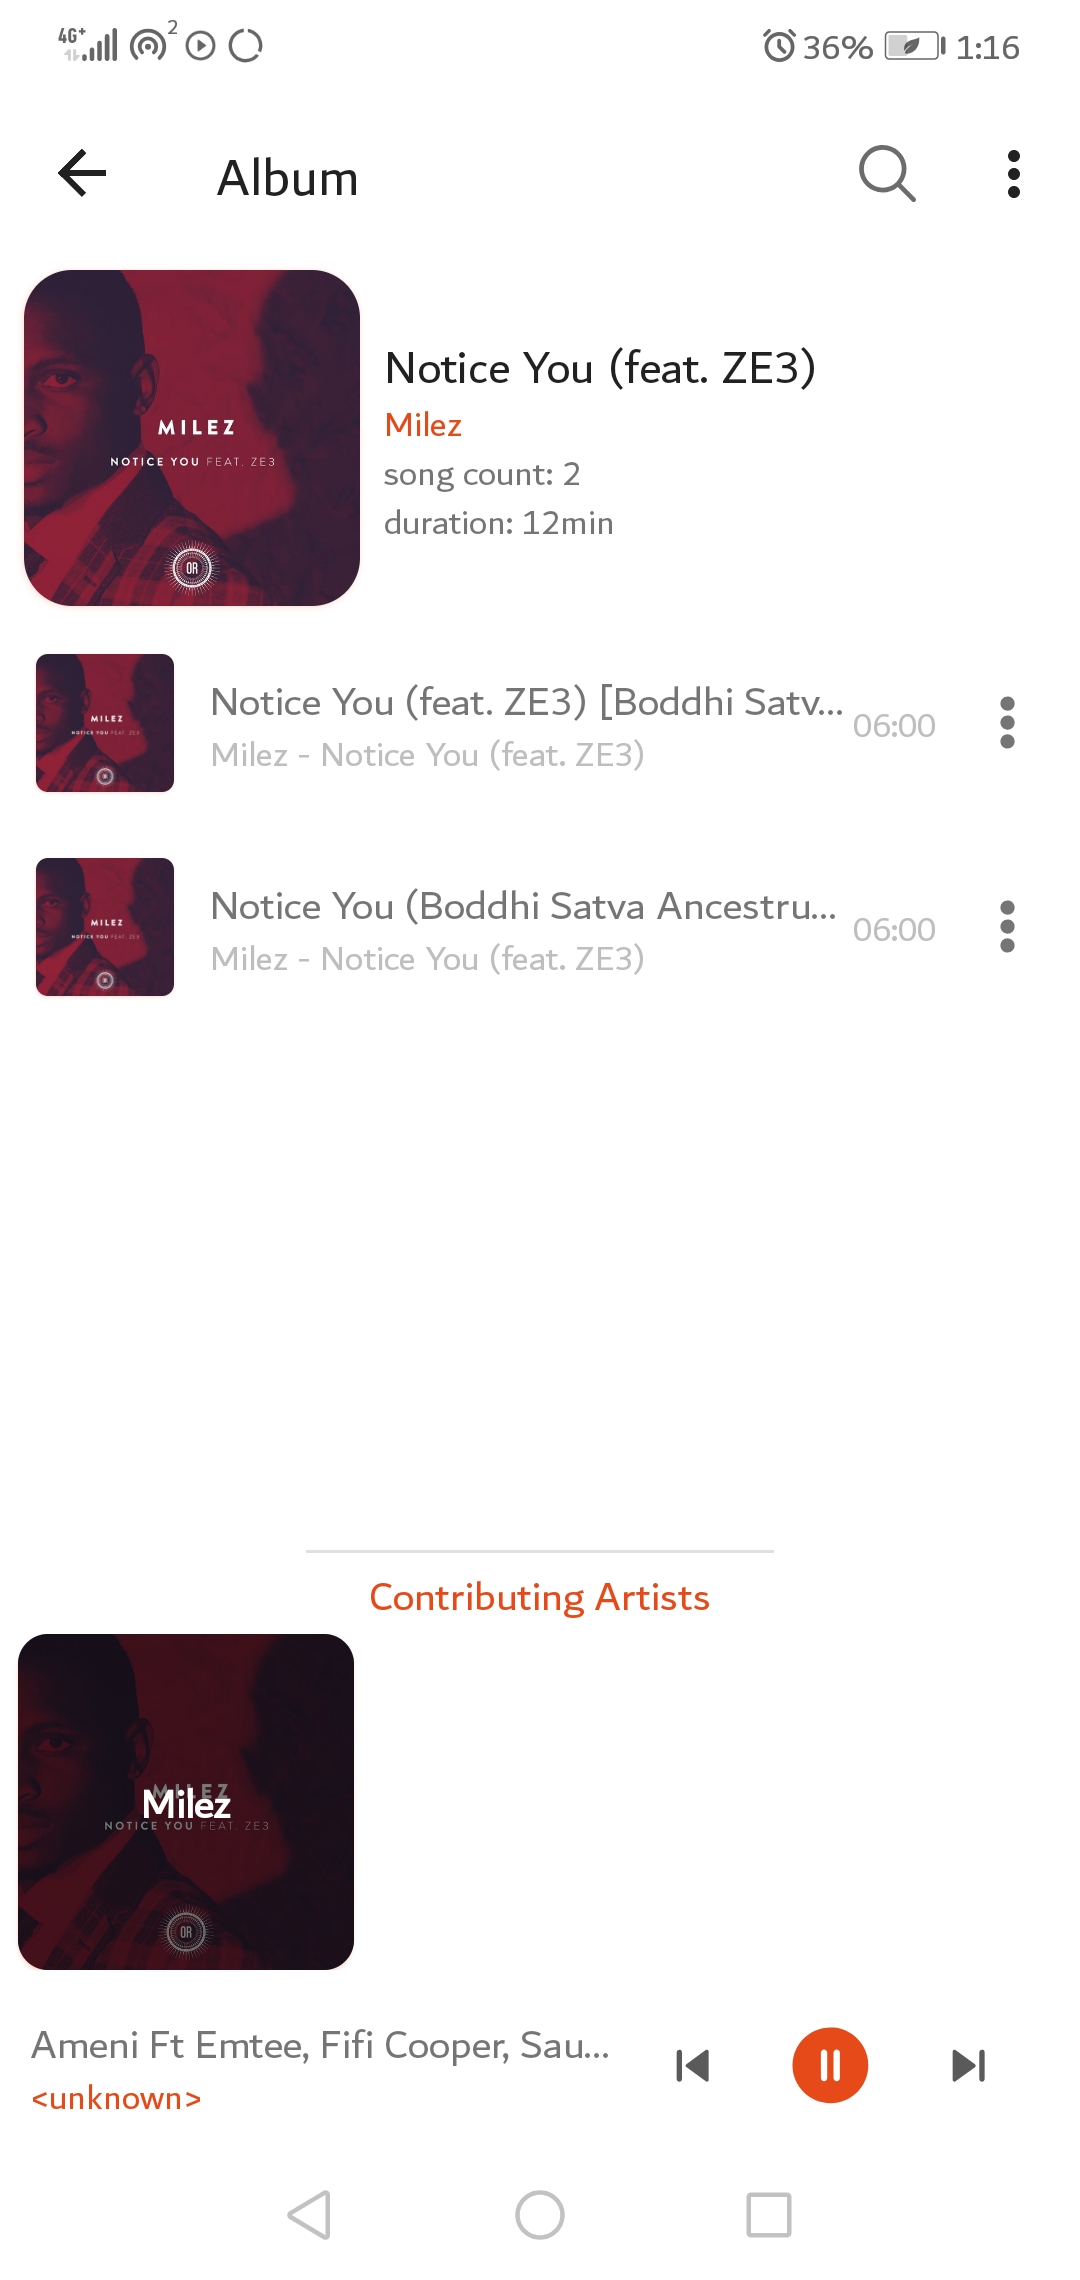 4G+ 2 36% 1:16
Album
MILEZ
NOTICE YOU FEAT. ZE3
OR
Notice You (feat. ZE3)
Milez
song count: 2
duration: 12min
MILEZ
NOTICE YOU FEAT. ZE3
Notice You (feat. ZE3) [Boddhi Satv...
06:00
Milez - Notice You (feat. ZE3)
MILEZ
NOTICE YOU FEAT. ZE3
Notice You (Boddhi Satva Ancestru...
06:00
Milez - Notice You (feat. ZE3)
Contributing Artists
MILEZ
Milez
NOTICE YOU FEAT. ZE3
OR
Ameni Ft Emtee, Fifi Cooper, Sau...
<unknown>